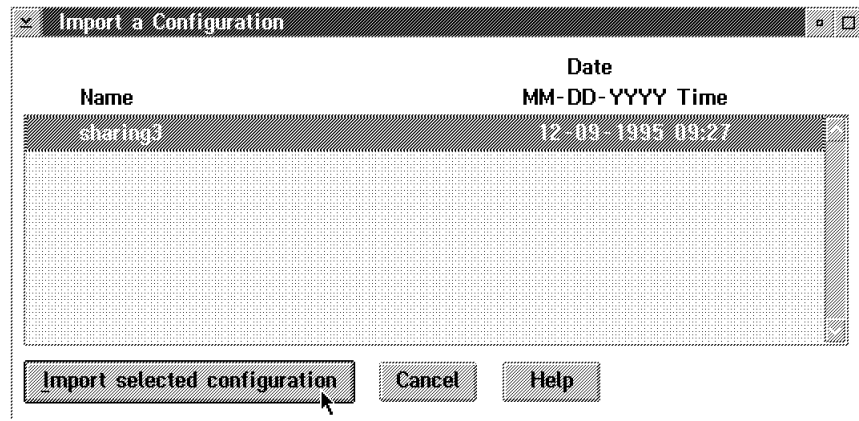 Import a Configuration
Date
Name MM-DD-YYYY Time
sharing3 12-09-1995 09:27
Import selected configuration Cancel Help